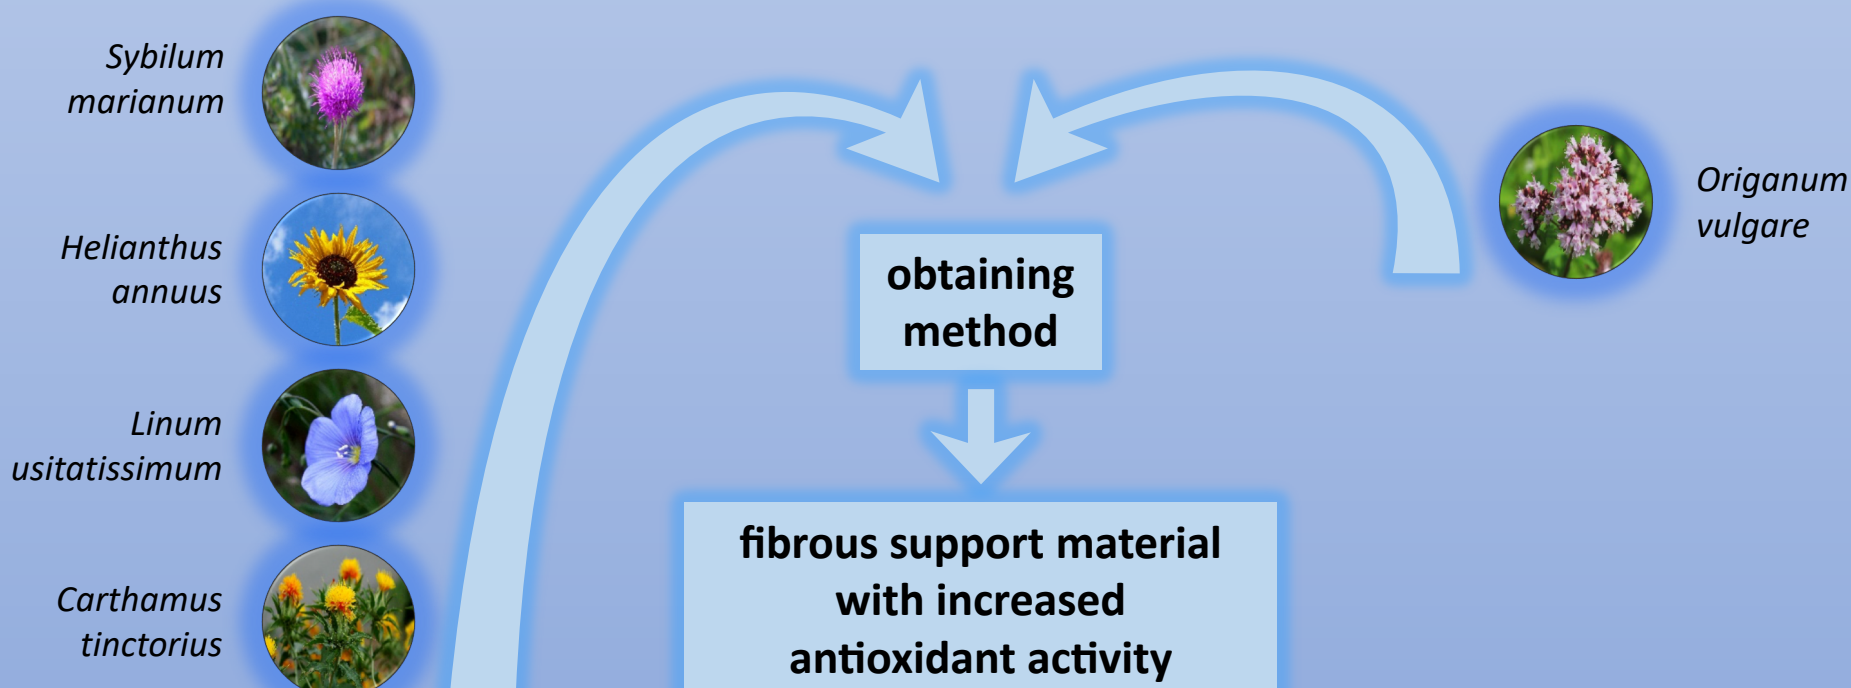 Sybilum
marianum
Helianthus
annuus
Linum
usitatissimum
Carthamus
tinctorius
obtaining
method
fibrous support material
with increased
antioxidant activity
Origanum
vulgare